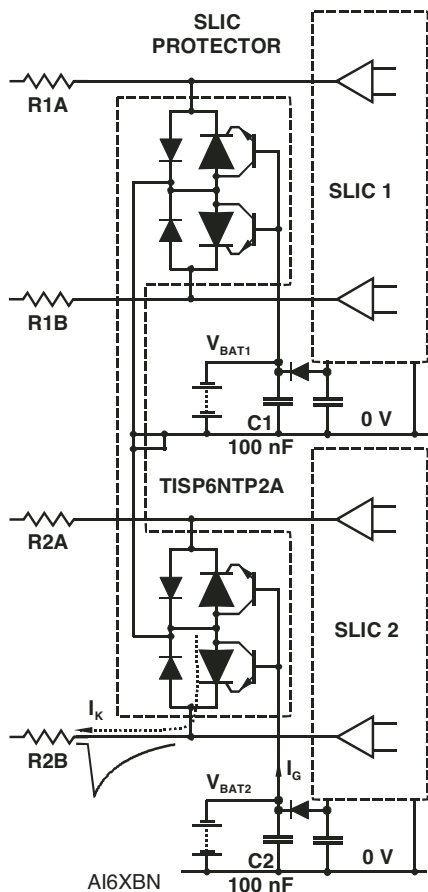 SLIC
PROTECTOR
R1A
SLIC 1
R1B
VBAT1
C1
0 V
100 nF
TISP6NTP2A
R2A
SLIC 2
IK
R2B
VBAT2
IG
C2
0 V
AI6XBN
100 nF